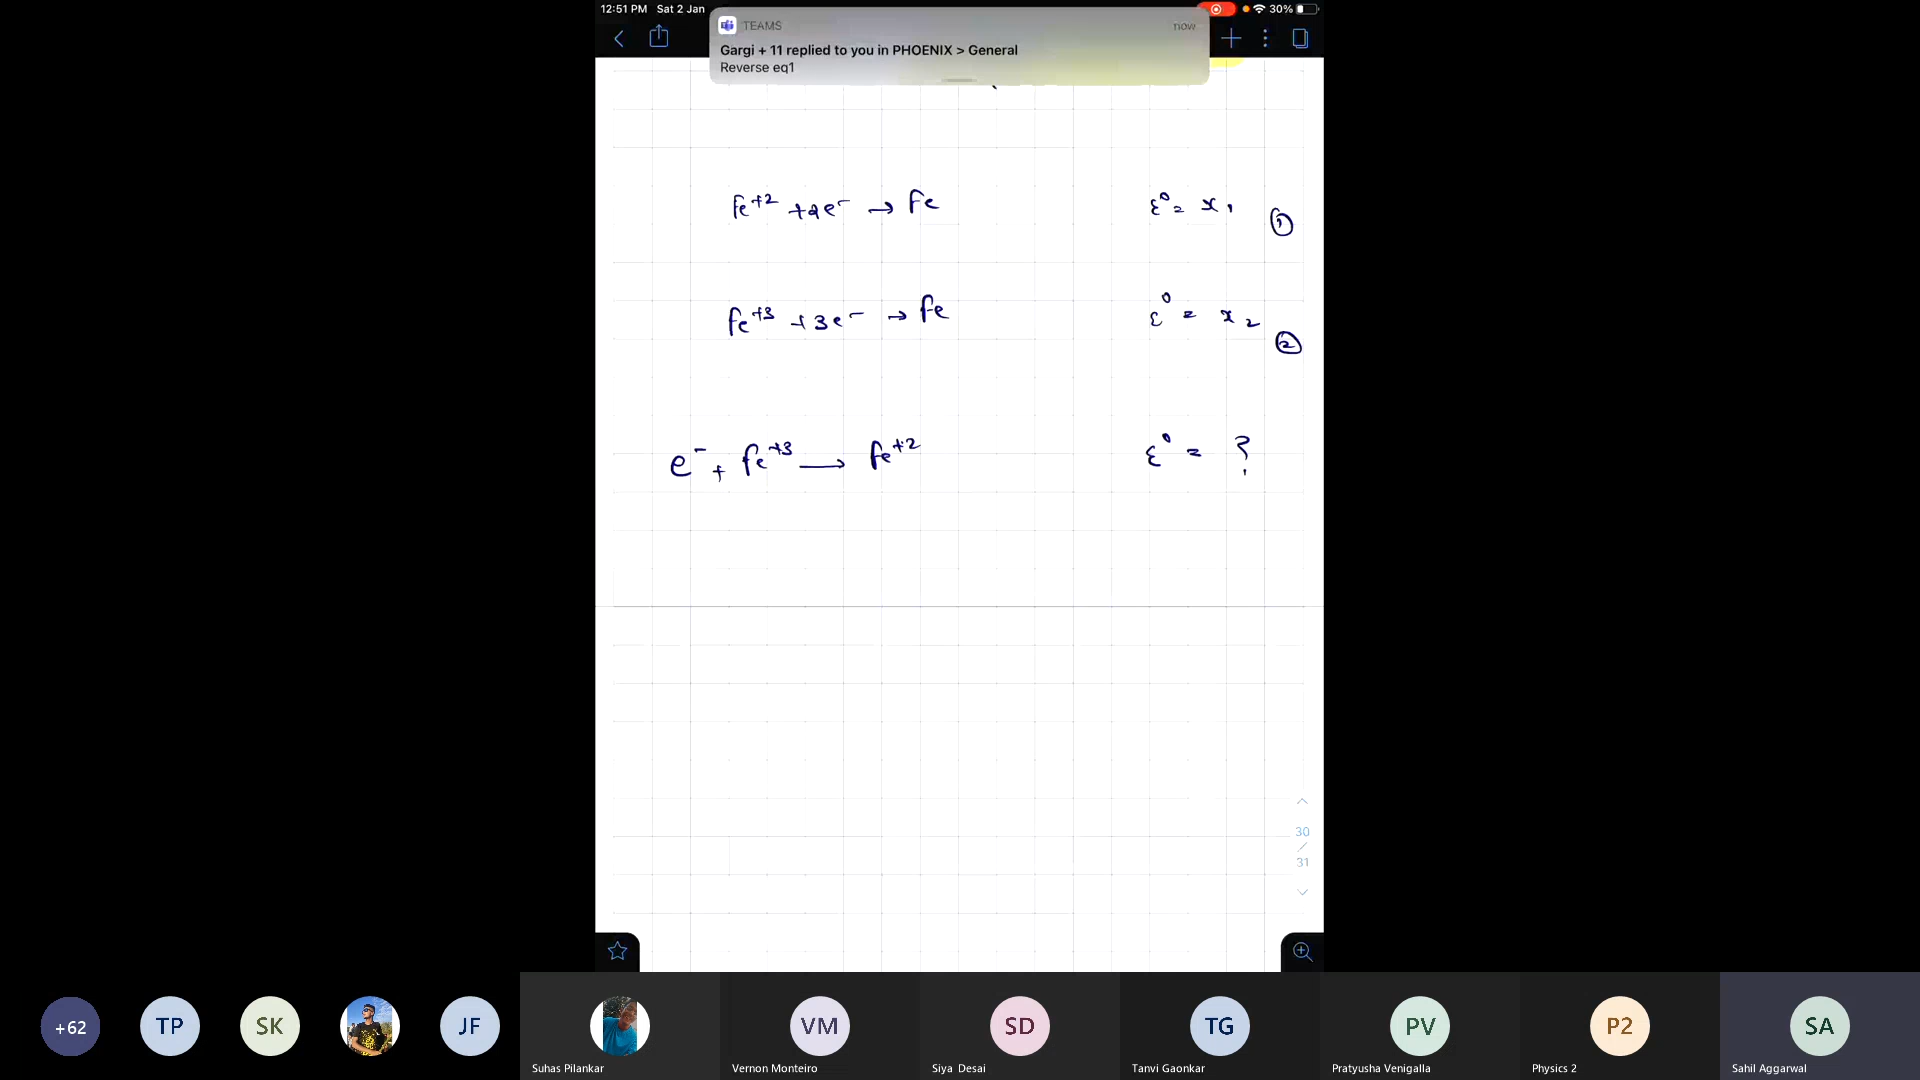 12:51 PM Sat 2 Jan
30%
TEAMS now
Gargi + 11 replied to you in PHOENIX > General
Reverse eq1
Fe⁺² + 2e⁻ → Fe ε⁰ = x₁ ①
Fe⁺³ + 3e⁻ → Fe ε⁰ = x₂ ②
e⁻ + Fe⁺³ → Fe⁺² ε⁰ = ?
30
/
31
+62 TP SK JF VM SD TG PV P2 SA
Suhas Pilankar Vernon Monteiro Siya Desai Tanvi Gaonkar Pratyusha Venigalla Physics 2 Sahil Aggarwal